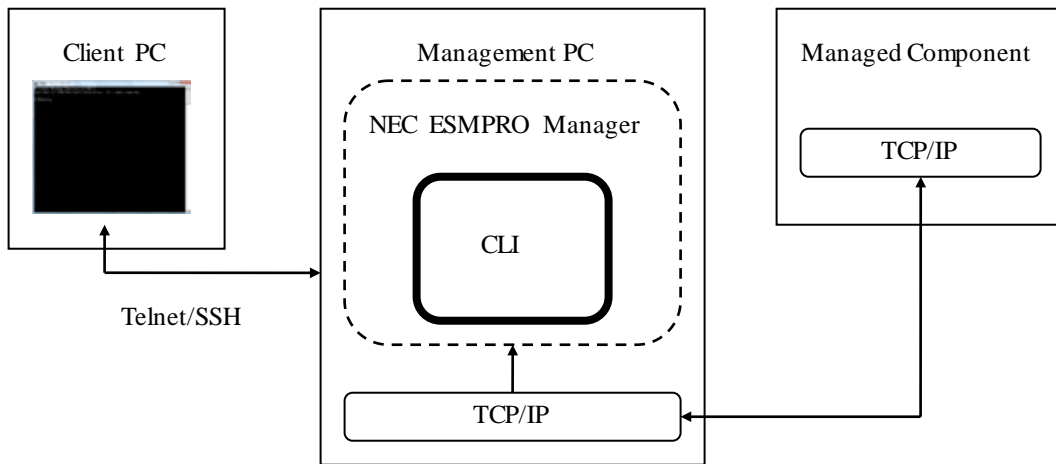 Client PC
Management PC
Managed Component
NEC ESMPRO Manager
TCP/IP
CLI
Telnet/SSH
TCP/IP